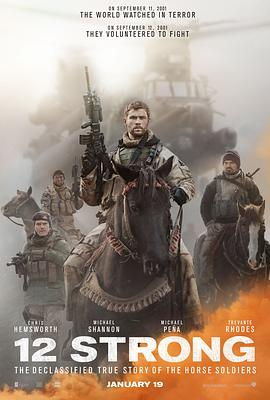 ON SEPTEMBER 11, 2001
THE WORLD WATCHED IN TERROR
ON SEPTEMBER 12, 2001
THEY VOLUNTEERED TO FIGHT
CHRIS HEMSWORTH
MICHAEL SHANNON
MICHAEL PEÑA
TREVANTE RHODES
12 STRONG
THE DECLASSIFIED TRUE STORY OF THE HORSE SOLDIERS
JANUARY 19